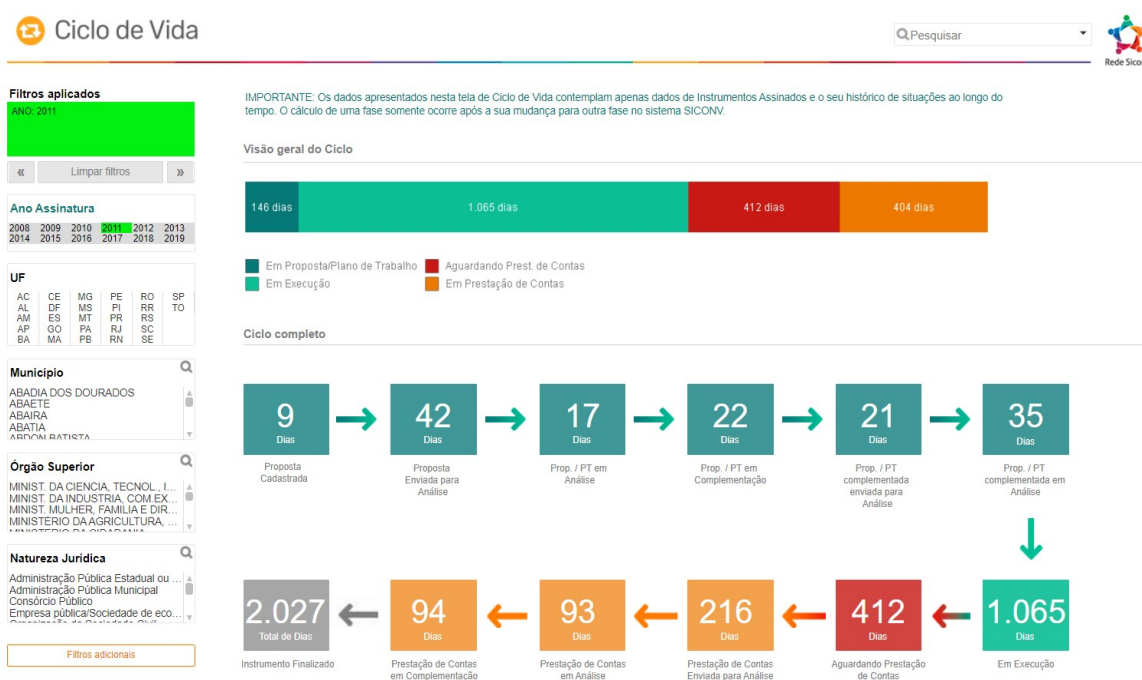 Ciclo de Vida
Pesquisar
Rede Sicon
Filtros aplicados
ANO: 2011
«
Limpar filtros
»
Ano Assinatura
2008 2009 2010 2011 2012 2013
2014 2015 2016 2017 2018 2019
UF
AC CE MG PE RO SP
AL DF MS PI RR TO
AM ES MT PR RS
AP GO PA RJ SC
BA MA PB RN SE
Município
ABADIA DOS DOURADOS
ABAETE
ABAIRA
ABATIA
ABDON BATISTA
Órgão Superior
MINIST. DA CIENCIA, TECNOL., I...
MINIST. DA INDUSTRIA, COM.EX...
MINIST. MULHER, FAMILIA E DIR...
MINISTÉRIO DA AGRICULTURA, ...
MINISTERIO DA CIDADANIA
Natureza Jurídica
Administração Pública Estadual ou ...
Administração Pública Municipal
Consórcio Público
Empresa pública/Sociedade de eco...
Organização da Sociedade Civil
Filtros adicionais
IMPORTANTE: Os dados apresentados nesta tela de Ciclo de Vida contemplam apenas dados de Instrumentos Assinados e o seu histórico de situações ao longo do
tempo. O cálculo de uma fase somente ocorre após a sua mudança para outra fase no sistema SICONV.
Visão geral do Ciclo
146 dias
1.065 dias
412 dias
404 dias
Em Proposta/Plano de Trabalho
Aguardando Prest. de Contas
Em Execução
Em Prestação de Contas
Ciclo completo
9
Dias
Proposta
Cadastrada
42
Dias
Proposta
Enviada para
Análise
17
Dias
Prop. / PT em
Análise
22
Dias
Prop. / PT em
Complementação
21
Dias
Prop. / PT
complementada
enviada para
Análise
35
Dias
Prop. / PT
complementada em
Análise
2.027
Total de Dias
Instrumento Finalizado
94
Dias
Prestação de Contas
em Complementação
93
Dias
Prestação de Contas
em Análise
216
Dias
Prestação de Contas
Enviada para Análise
412
Dias
Aguardando Prestação
de Contas
1.065
Dias
Em Execução